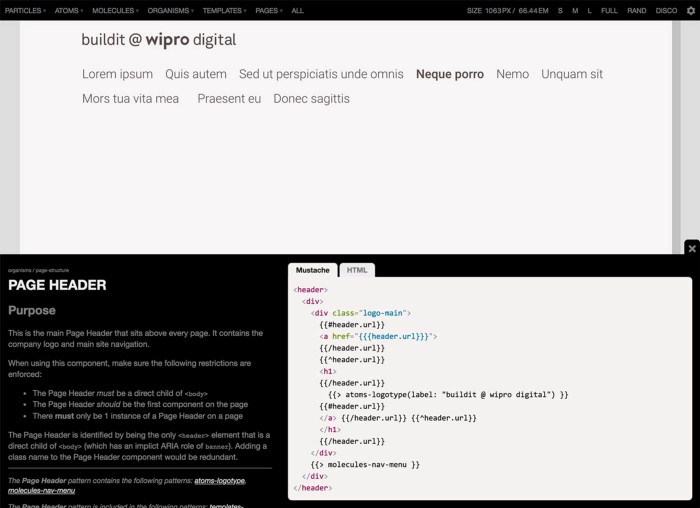 PARTICLES ATOMS MOLECULES ORGANISMS TEMPLATES PAGES ALL SIZE 1063PX / 66.44EM S M L FULL RAND DISCO
buildit @ wipro digital
Lorem ipsum Quis autem Sed ut perspiciatis unde omnis Neque porro Nemo Unquam sit
Mors tua vita mea Praesent eu Donec sagittis
organisms / page-structure
PAGE HEADER
Purpose
This is the main Page Header that sits above every page. It contains the
company logo and main site navigation.
When using this component, make sure the following restrictions are
enforced:
• The Page Header must be a direct child of <body>
• The Page Header should be the first component on the page
• There must only be 1 instance of a Page Header on a page
The Page Header is identified by being the only <header> element that is a
direct child of <body> (which has an implict ARIA role of banner). Adding a
class name to the Page Header component would be redundant.
The Page Header pattern contains the following patterns: atoms-logotype,
molecules-nav-menu
The Page Header pattern is included in the following patterns: templates-
Mustache HTML
<header>
<div>
<div class="logo-main">
{{#header.url}}
<a href="{{{header.url}}}">
{{/header.url}}
{{^header.url}}
<h1>
{{/header.url}}
{{> atoms-logotype(label: "buildit @ wipro digital") }}
{{#header.url}}
</a> {{/header.url}} {{^header.url}}
</h1>
{{/header.url}}
</div>
{{> molecules-nav-menu }}
</div>
</header>